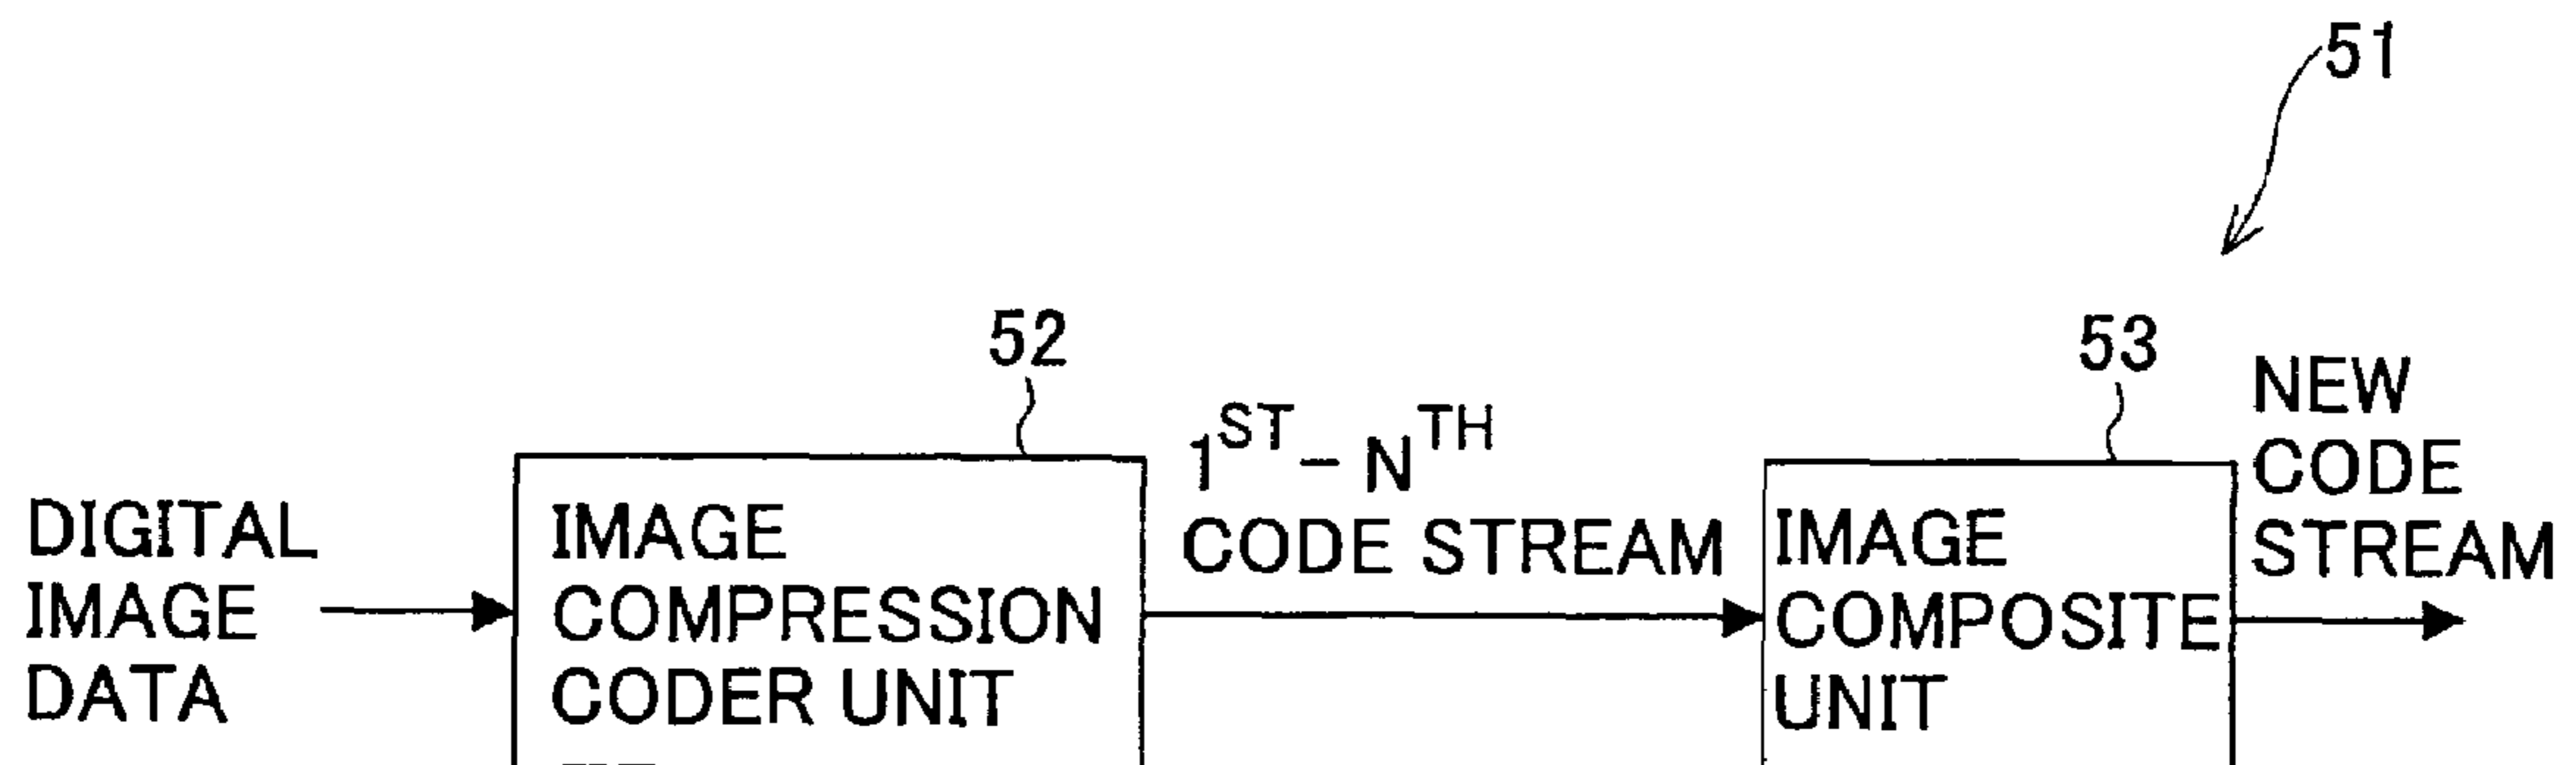 51
52
53
DIGITAL
IMAGE
DATA
IMAGE
COMPRESSION
CODER UNIT
1ST - NTH
CODE STREAM
IMAGE
COMPOSITE
UNIT
NEW
CODE
STREAM